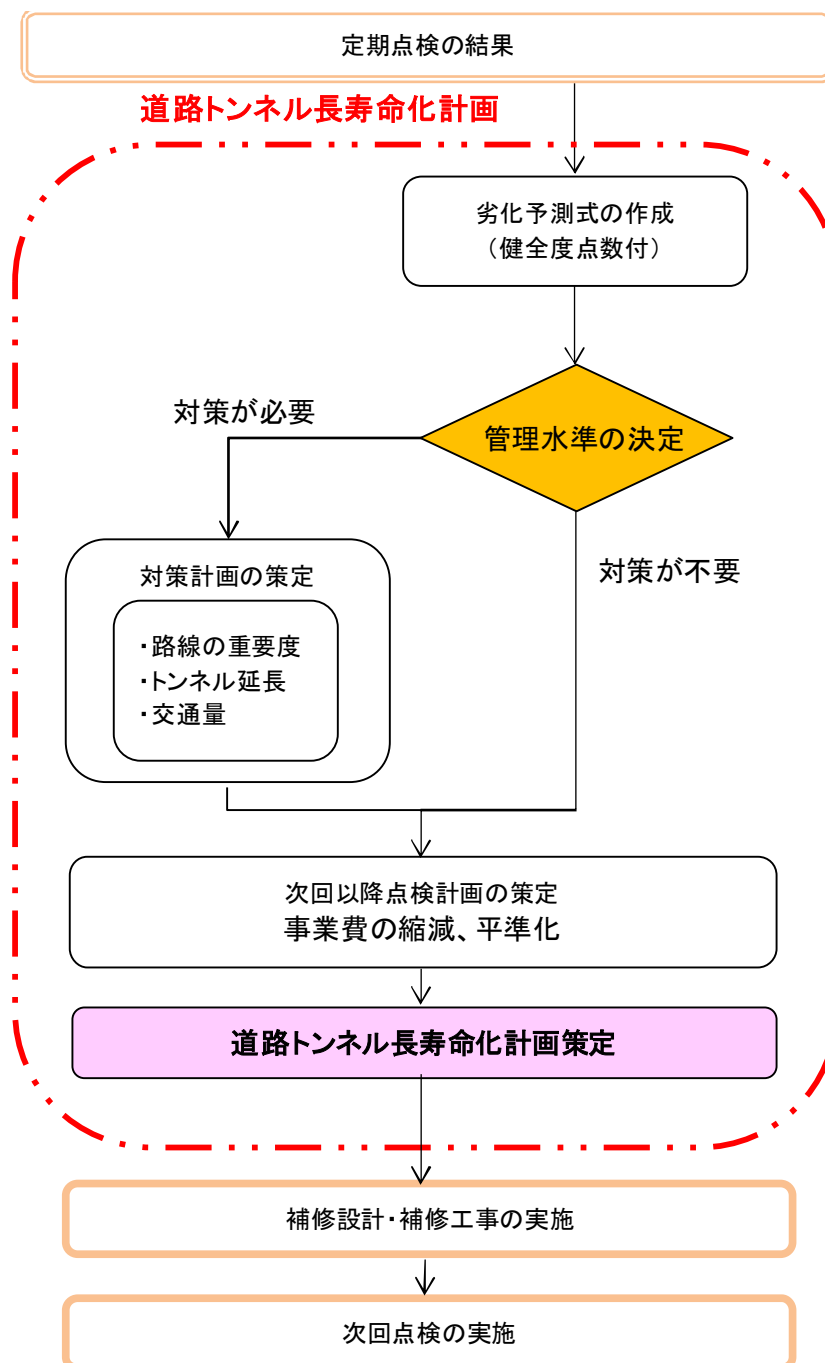 定期点検の結果
道路トンネル長寿命化計画
劣化予測式の作成
（健全度点数付）
管理水準の決定
対策が必要
対策が不要
対策計画の策定
・路線の重要度
・トンネル延長
・交通量
次回以降点検計画の策定
事業費の縮減、平準化
道路トンネル長寿命化計画策定
補修設計・補修工事の実施
次回点検の実施